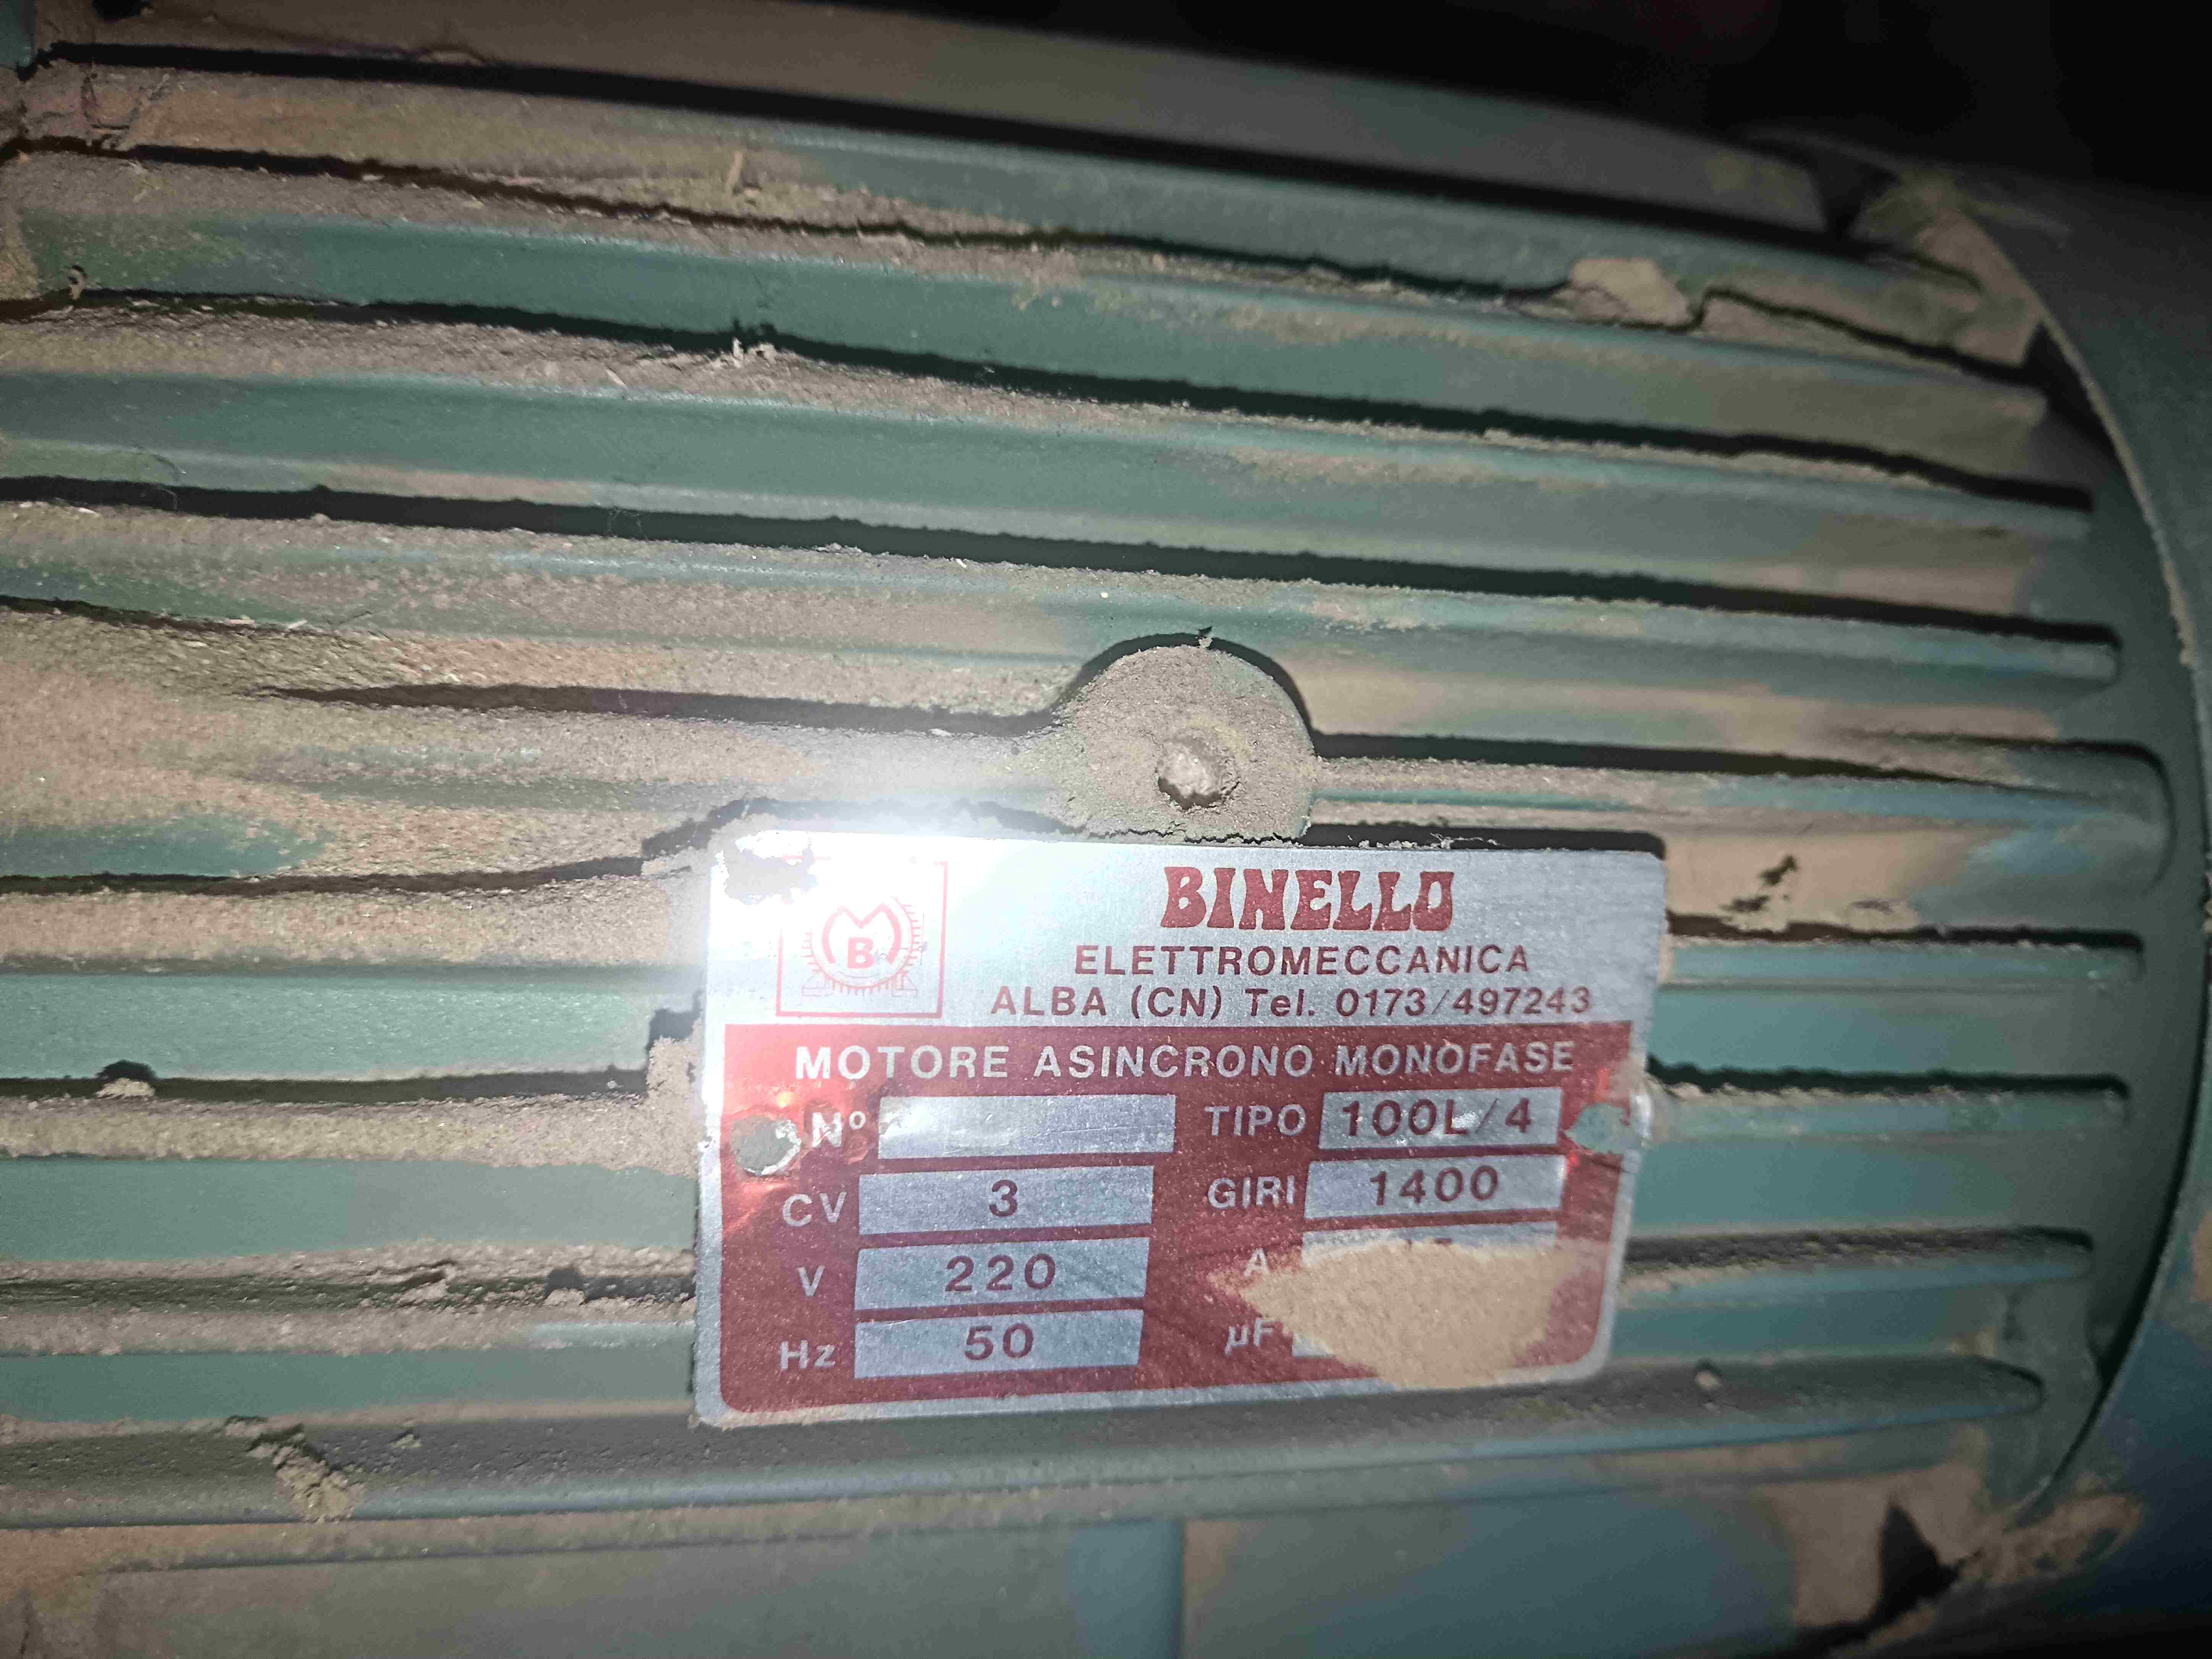 M
B
BINELLO
ELETTROMECCANICA
ALBA (CN) Tel. 0173/497243
MOTORE ASINCRONO MONOFASE
Nº TIPO 100L/4
CV 3 GIRI 1400
V 220 A
Hz 50 µF